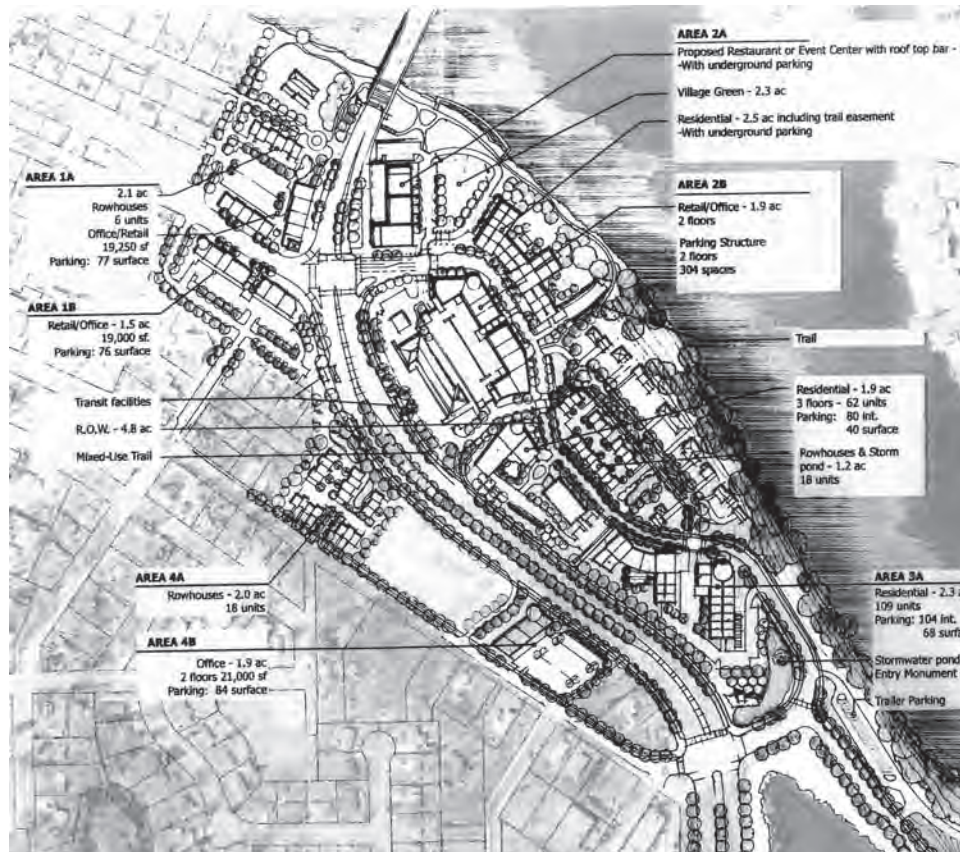 AREA 2A
Proposed Restaurant or Event Center with roof top bar -
-With underground parking
Village Green - 2.3 ac
Residential - 2.5 ac including trail easement
-With underground parking
AREA 2B
Retail/Office - 1.9 ac
2 floors
Parking Structure
2 floors
304 spaces
Trail
Residential - 1.9 ac
3 floors - 62 units
Parking: 80 int.
40 surface
Rowhouses & Storm
pond - 1.2 ac
18 units
AREA 3A
Residential - 2.3 a
109 units
Parking: 104 int.
68 surfa
Stormwater pond
Entry Monument
Trailer Parking
AREA 1A
2.1 ac
Rowhouses
6 units
Office/Retail
19,250 sf
Parking: 77 surface
AREA 1B
Retail/Office - 1.5 ac
19,000 sf.
Parking: 76 surface
Transit facilities
R.O.W. - 4.8 ac
Mixed-Use Trail
AREA 4A
Rowhouses - 2.0 ac
18 units
AREA 4B
Office - 1.9 ac
2 floors 21,000 sf
Parking: 84 surface